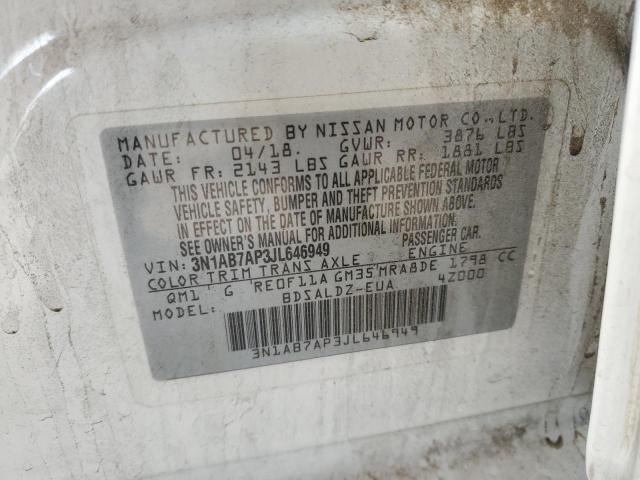 MANUFACTURED BY NISSAN MOTOR CO.,LTD.
DATE: 04/18. GVWR: 3876 LBS
GAWR FR: 2143 LBS GAWR RR: 1881 LBS
THIS VEHICLE CONFORMS TO ALL APPLICABLE FEDERAL MOTOR
VEHICLE SAFETY, BUMPER AND THEFT PREVENTION STANDARDS
IN EFFECT ON THE DATE OF MANUFACTURE SHOWN ABOVE.
SEE OWNER'S MANUAL FOR ADDITIONAL INFORMATION.
VIN: 3N1AB7AP3JL646949 PASSENGER CAR.
COLOR TRIM TRANS AXLE ENGINE
QM1 G RE0F11A GM35 MRA8DE 1798 CC
MODEL: BDSALDZ-EUA 4Z000
3N1AB7AP3JL646949